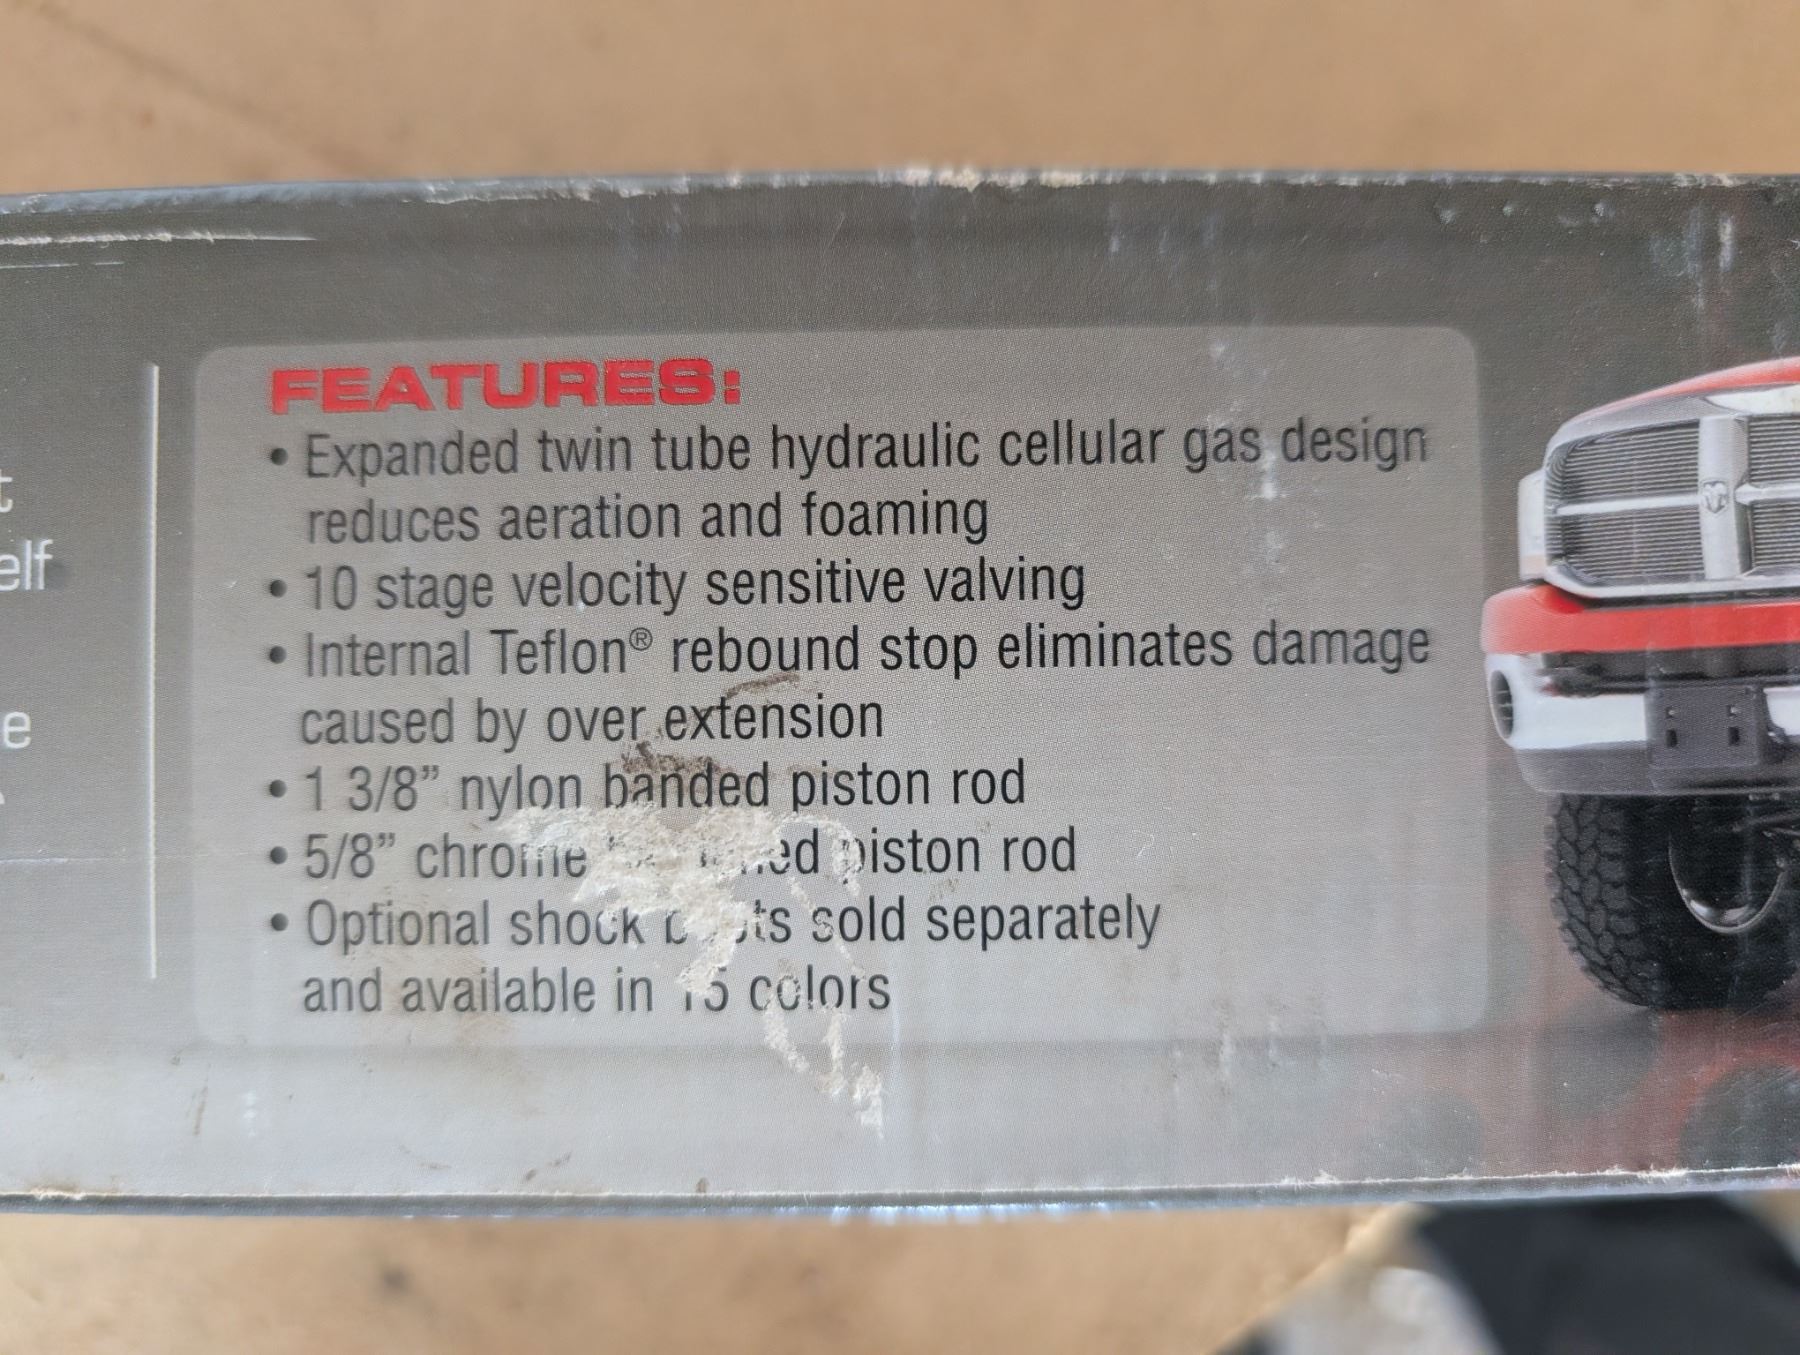 FEATURES:
• Expanded twin tube hydraulic cellular gas design
reduces aeration and foaming
• 10 stage velocity sensitive valving
• Internal Teflon® rebound stop eliminates damage
caused by over extension
• 1 3/8” nylon banded piston rod
• 5/8” chrome piston rod
• Optional shock sold separately
and available in 15 colors